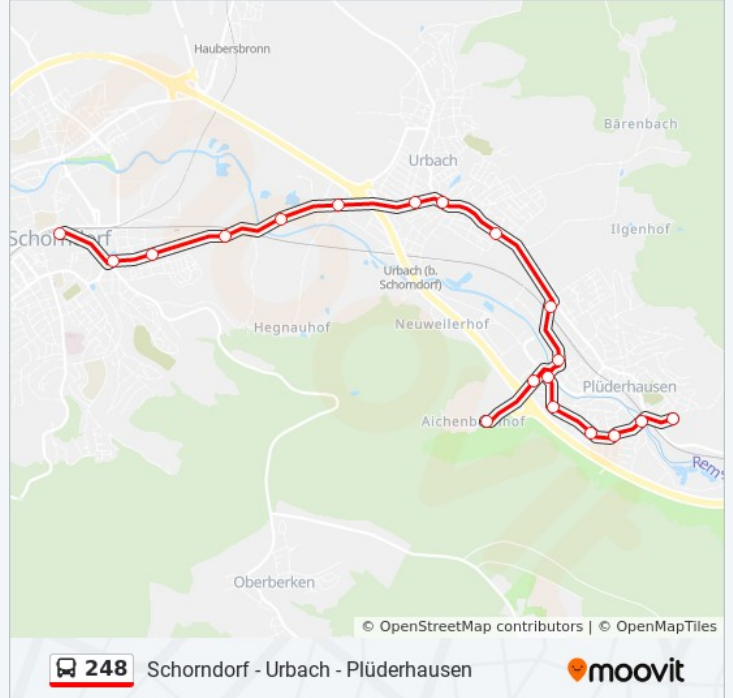 Haubersbronn
Bärenbach
Urbach
Ilgenhof
Schorndorf
Urbach (b.
Schorndorf)
Hegnauhof
Neuweilerhof
Plüderhausen
Rems
Oberberken
© OpenStreetMap contributors | © OpenMapTiles
248 Schorndorf - Urbach - Plüderhausen
moovit